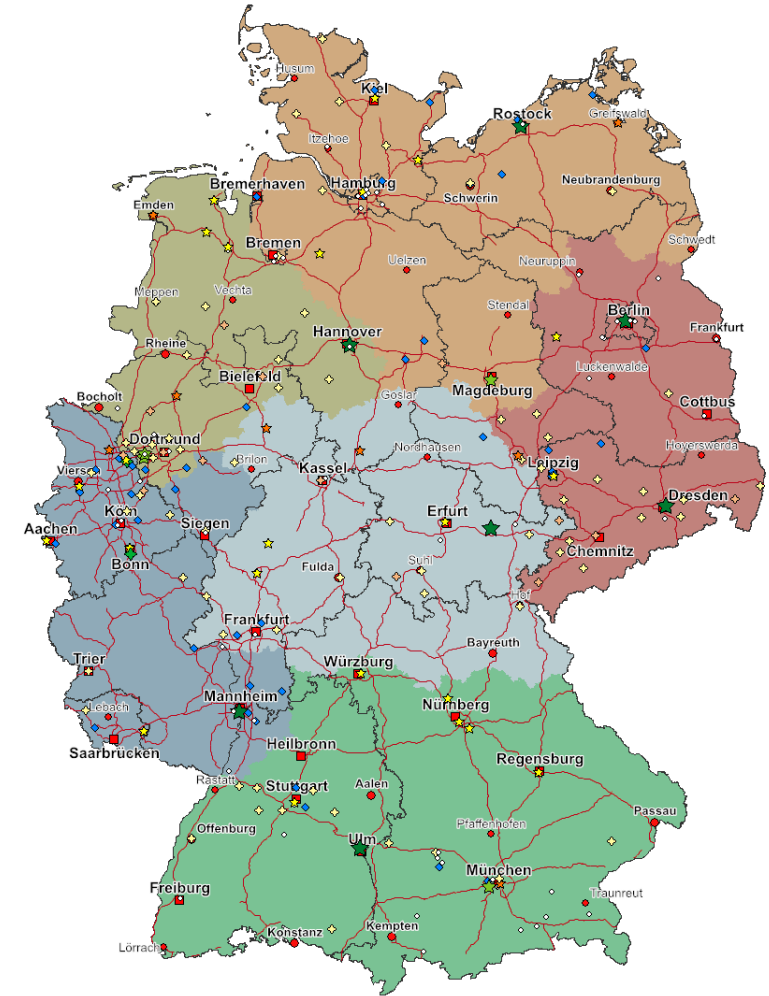 Husum
Kiel
Rostock
Greifswald
Itzehoe
Bremerhaven
Hamburg
Neubrandenburg
Schwerin
Emden
Bremen
Schwedt
Uelzen
Neuruppin
Meppen
Vechta
Stendal
Berlin
Hannover
Frankfurt
Rheine
Luckenwalde
Bielefeld
Magdeburg
Bocholt
Goslar
Cottbus
Dortmund
Nordhausen
Hoyerswerda
Brilon
Leipzig
Viersen
Kassel
Dresden
Köln
Erfurt
Aachen
Siegen
Chemnitz
Bonn
Suhl
Fulda
Hof
Frankfurt
Bayreuth
Trier
Würzburg
Mannheim
Nürnberg
Lebach
Heilbronn
Saarbrücken
Regensburg
Rastatt
Stuttgart
Aalen
Passau
Offenburg
Pfaffenhofen
Ulm
München
Freiburg
Traunreut
Konstanz
Kempten
Lörrach